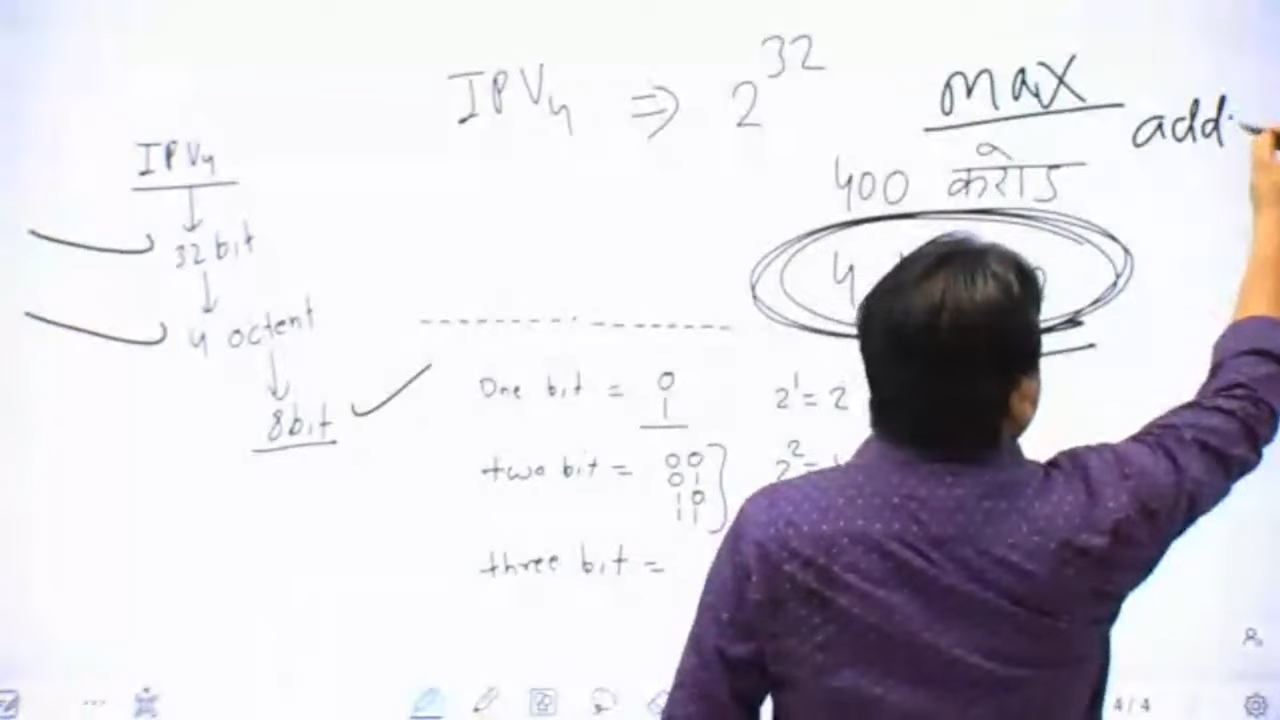 IPV4 => 2^32
max
add.
400 करोड
4
IPV4
32 bit
4 octent
8bit
One bit = 0
1
2^1 = 2
two bit = 00
01
10
11
2^2 =
three bit =
4/4